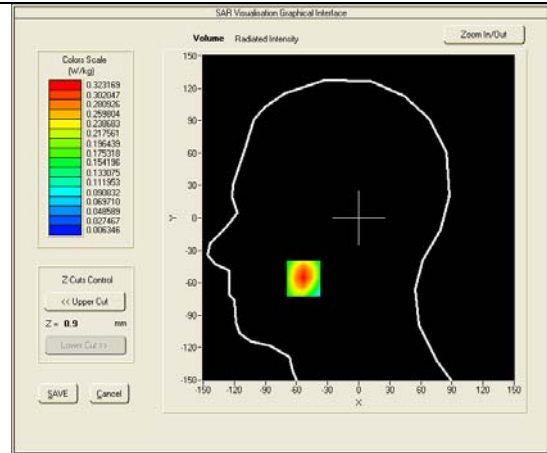 SAR Visualisation Graphical Interface
Volume Radiated Intensity
Zoom In/Out
Colors Scale
(W/kg)
0.323169
0.302047
0.280926
0.259804
0.238683
0.217561
0.196439
0.175318
0.154196
0.133075
0.111953
0.090832
0.069710
0.048589
0.027467
0.006346
150
120
90
60
30
0
-30
-60
-90
-120
-150
Y
-150 -120 -90 -60 -30 0 30 60 90 120 150
X
Z Cuts Control
<< Upper Cut
Z = 0.9 mm
Lower Cut >>
SAVE Cancel